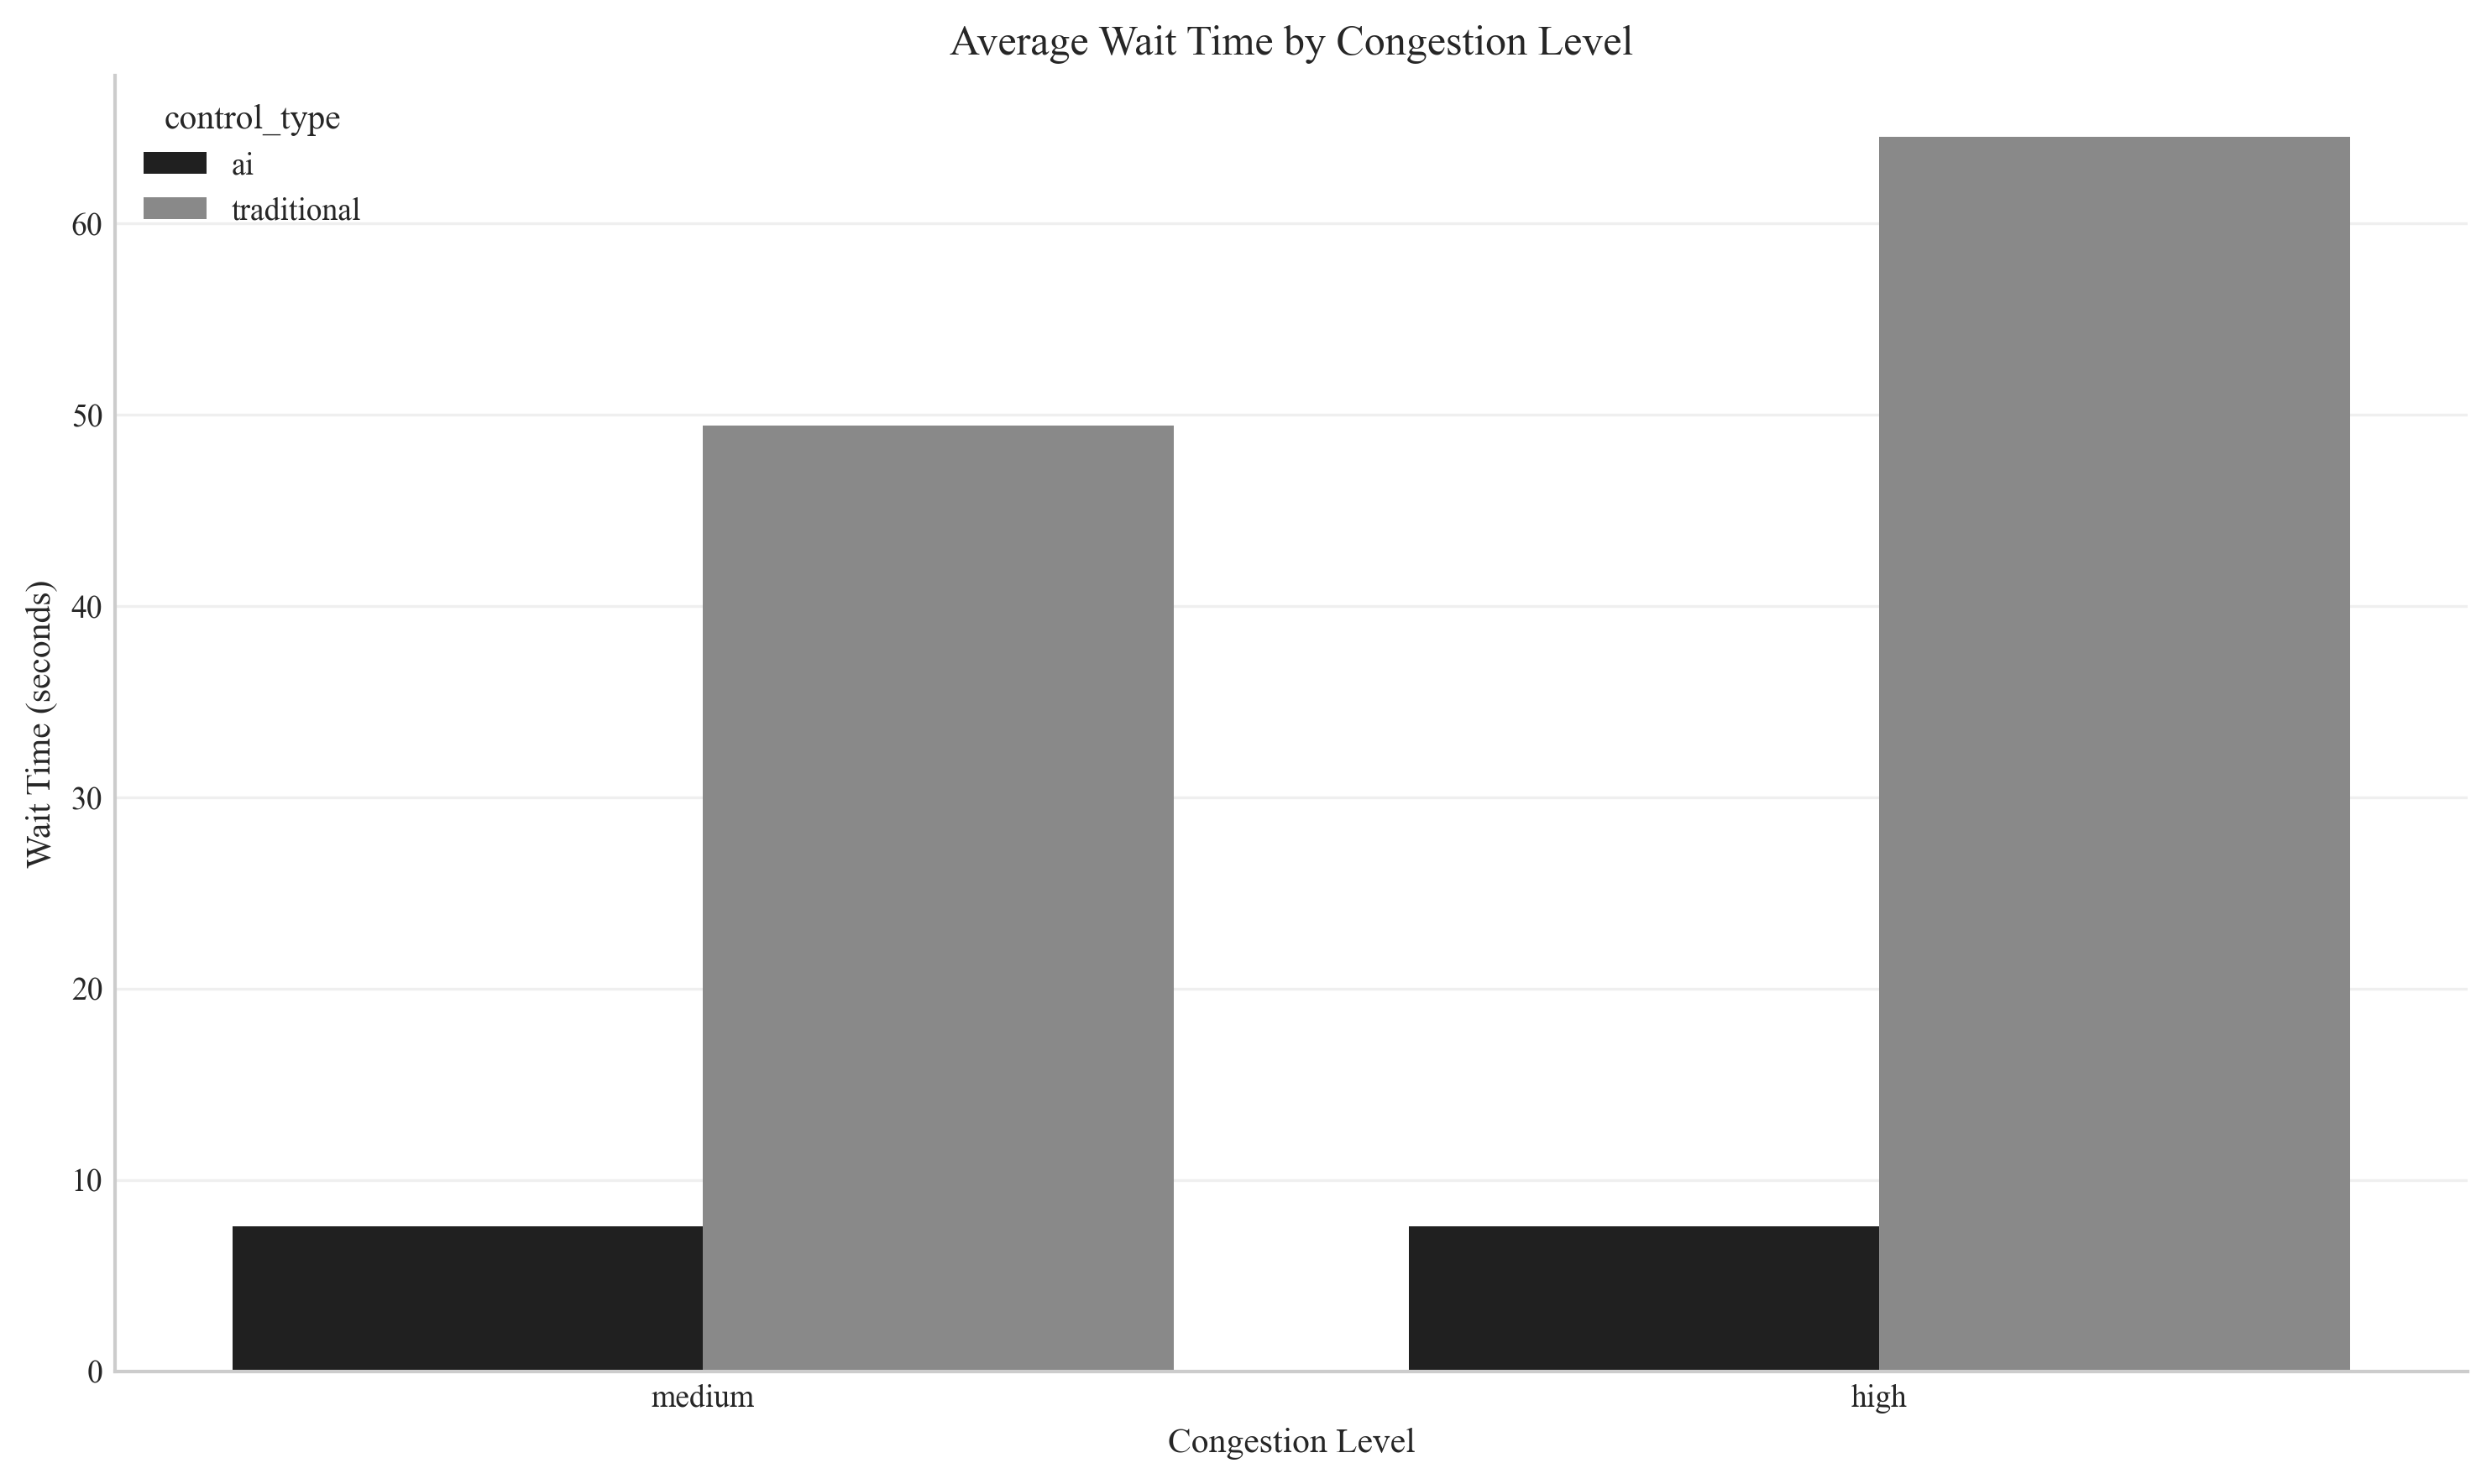 Average Wait Time by Congestion Level
control_type
ai
traditional
60
50
40
30
20
10
0
Wait Time (seconds)
medium
high
Congestion Level